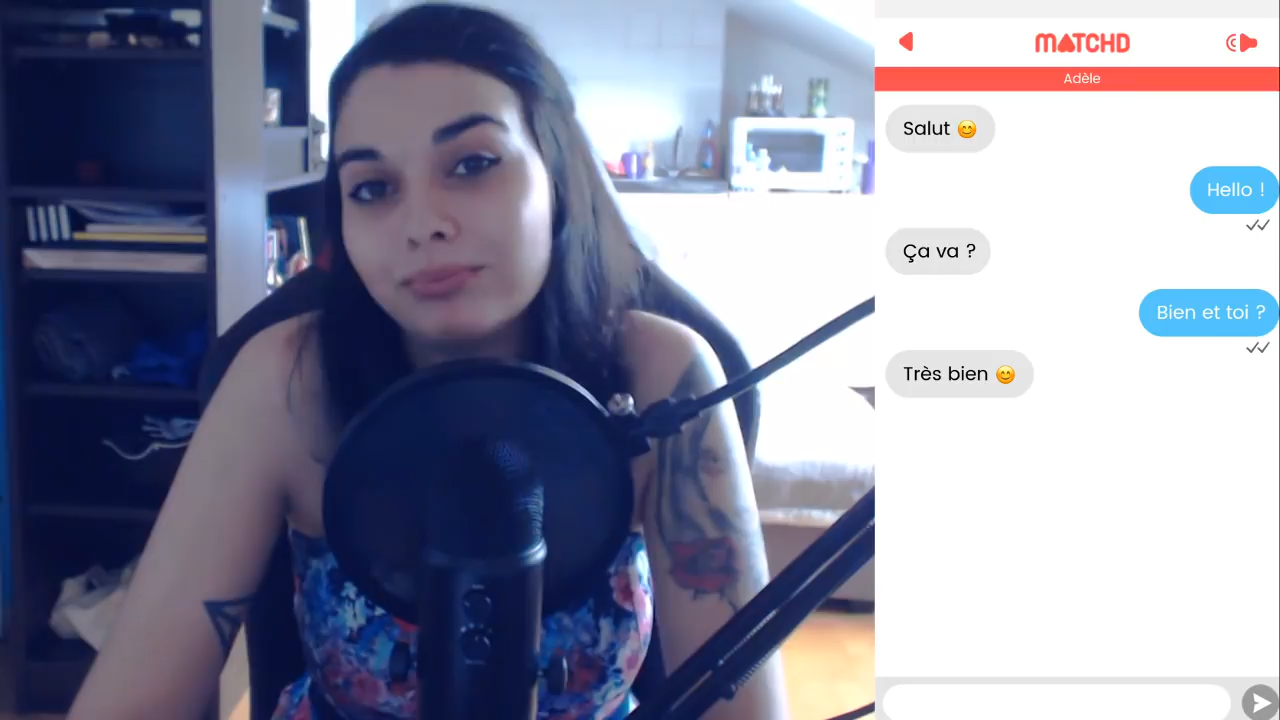 MATCHD
Adèle
Salut 😊
Hello !
Ça va ?
Bien et toi ?
Très bien 😊